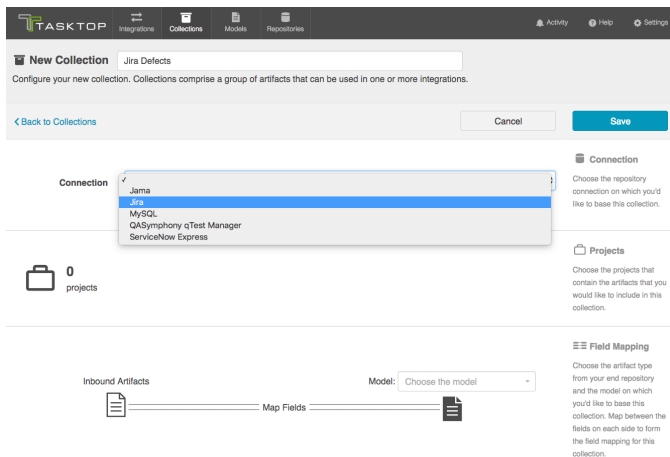 TASKTOP
Integrations
Collections
Models
Repositories
Activity
Help
Settings
New Collection
Jira Defects
Configure your new collection. Collections comprise a group of artifacts that can be used in one or more integrations.
Back to Collections
Cancel
Save
Connection
Jama
Jira
MySQL
QASymphony qTest Manager
ServiceNow Express
Connection
Choose the repository
connection on which you'd
like to base this collection.
0
projects
Projects
Choose the projects that
contain the artifacts that you
would like to include in this
collection.
Inbound Artifacts
Map Fields
Model:
Choose the model
Field Mapping
Choose the artifact type
from your end repository
and the model on which
you'd like to base this
collection. Map between the
fields on each side to form
the field mapping for this
collection.